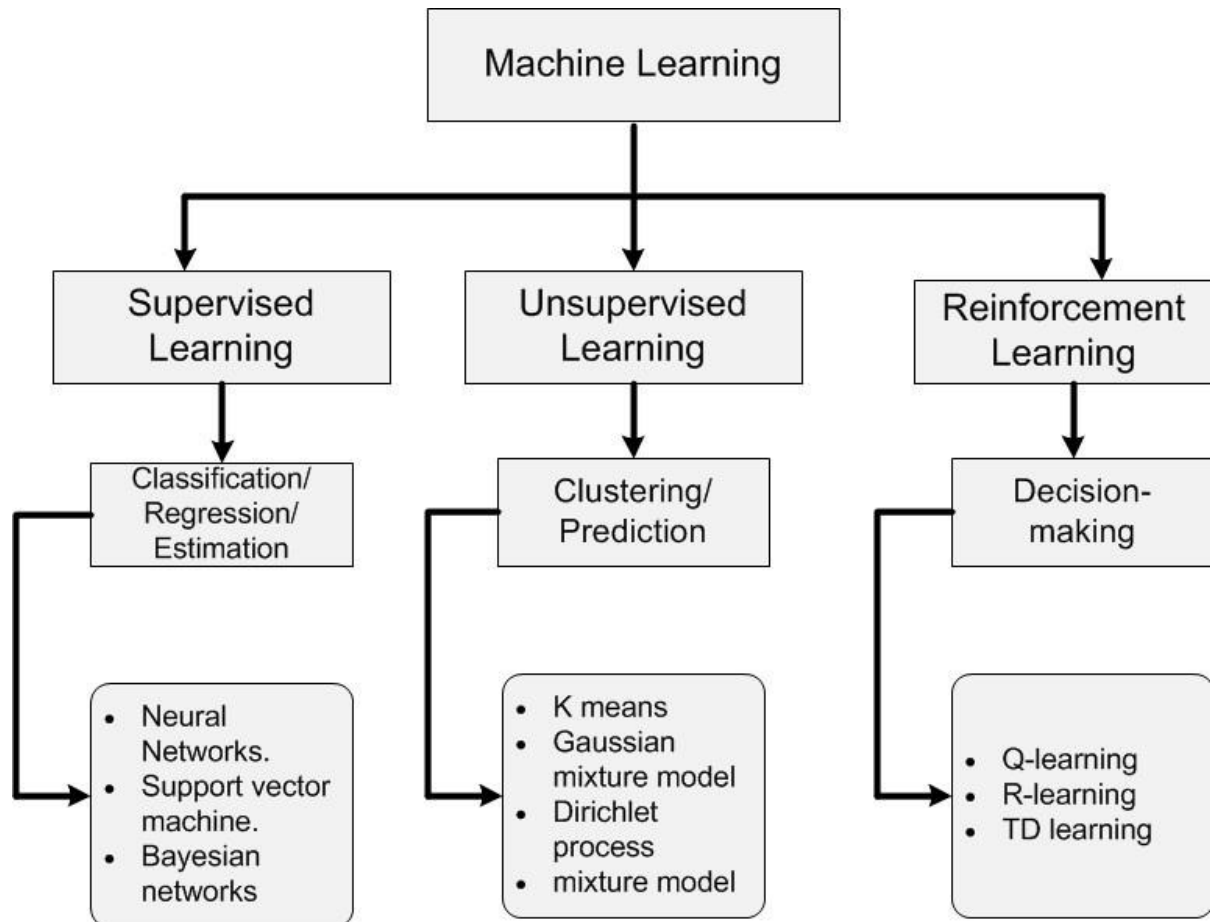 Machine Learning
Supervised
Learning
Unsupervised
Learning
Reinforcement
Learning
Classification/
Regression/
Estimation
Clustering/
Prediction
Decision-
making
• Neural
Networks.
• Support vector
machine.
• Bayesian
networks
• K means
• Gaussian
mixture model
• Dirichlet
process
• mixture model
• Q-learning
• R-learning
• TD learning